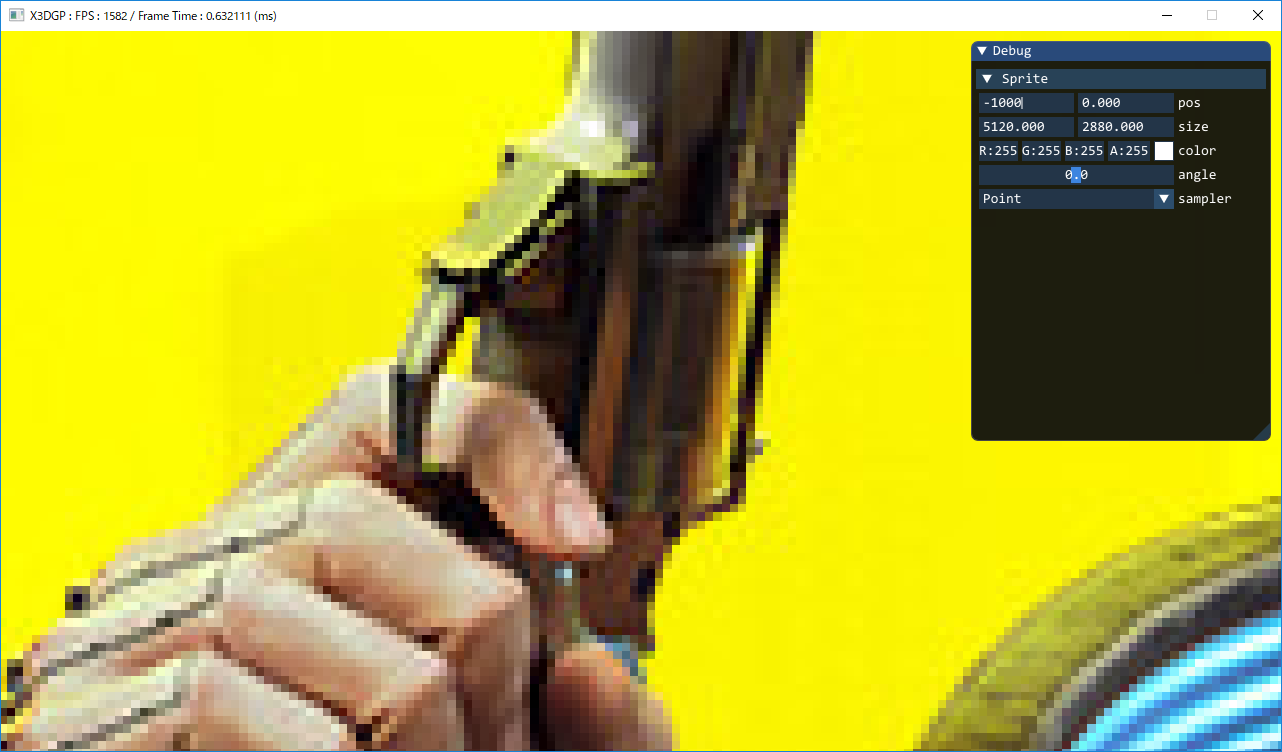 X3DGP : FPS : 1582 / Frame Time : 0.632111 (ms)
Debug
Sprite
-1000 0.000 pos
5120.000 2880.000 size
R:255 G:255 B:255 A:255 color
0.0 angle
Point sampler